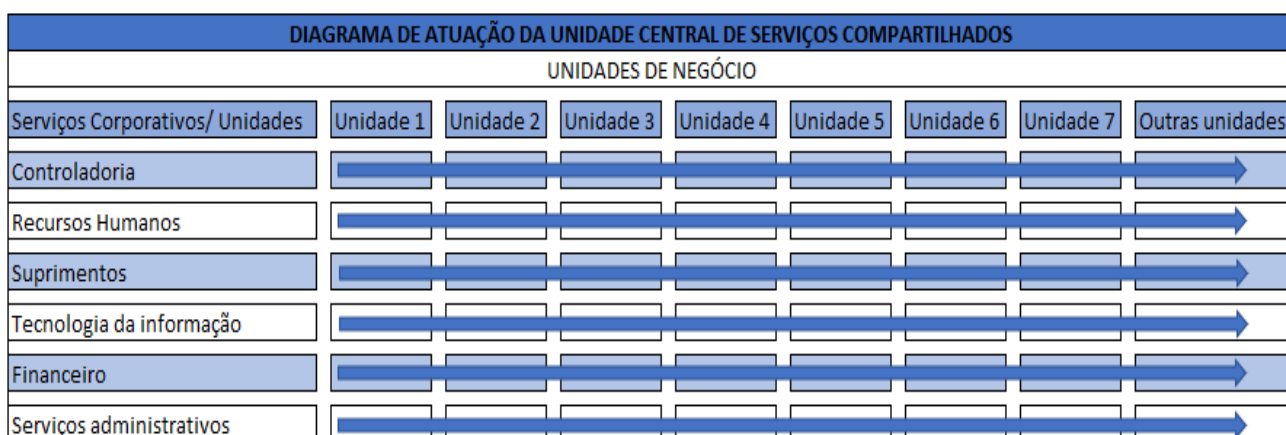 DIAGRAMA DE ATUAÇÃO DA UNIDADE CENTRAL DE SERVIÇOS COMPARTILHADOS
UNIDADES DE NEGÓCIO
Serviços Corporativos/ Unidades Unidade 1 Unidade 2 Unidade 3 Unidade 4 Unidade 5 Unidade 6 Unidade 7 Outras unidades
Controladoria
Recursos Humanos
Suprimentos
Tecnologia da informação
Financeiro
Serviços administrativos